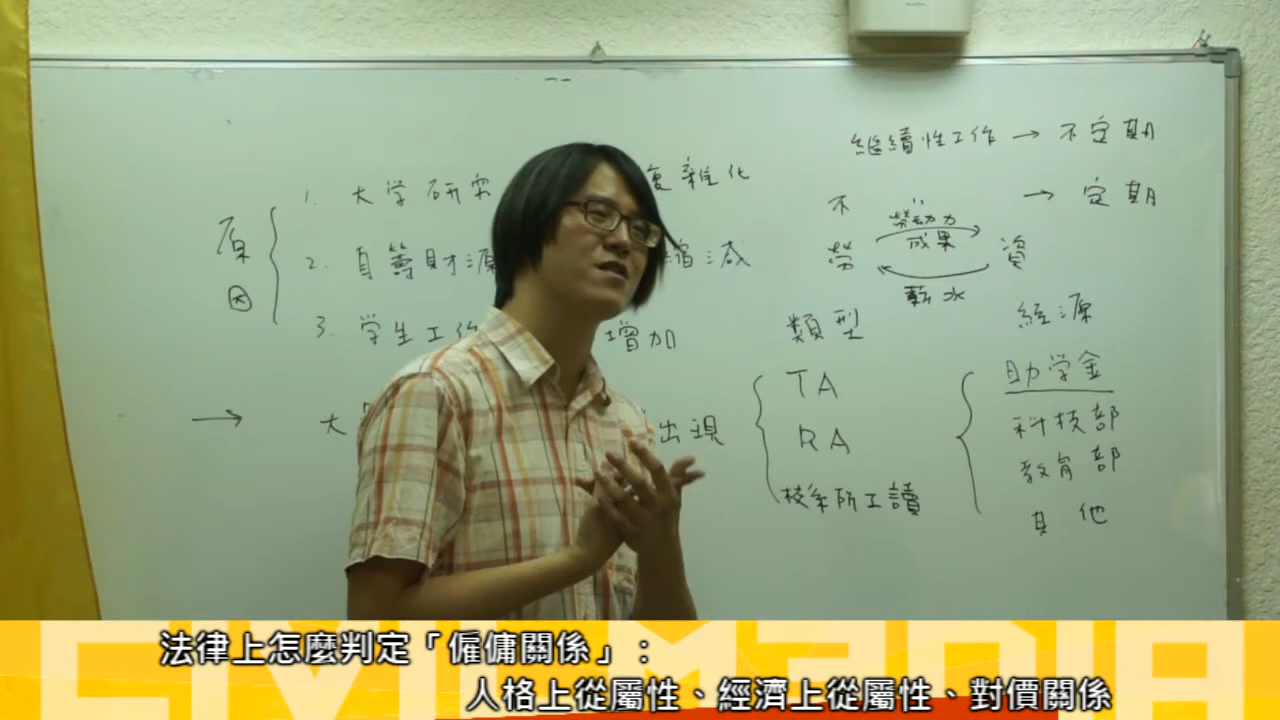 繼續性工作 → 不定期
不 → 定期
勞 勞动力 資
成果
薪水
原因
1. 大学研究 複雜化
2. 自籌財源 縮減
3. 学生工作 增加
→ 大 出現
類型
TA
RA
校系所工讀
經源
助学金
科技部
教育部
其他
法律上怎麼判定「僱傭關係」：
人格上從屬性、經濟上從屬性、對價關係